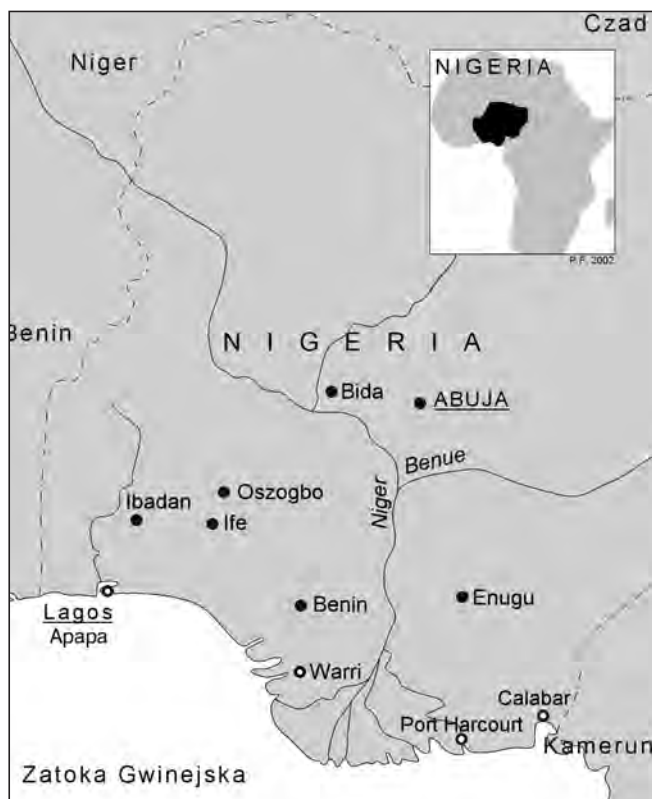 Czad
Niger
NIGERIA
P.F. 2002
Benin
NIGERIA
Bida
ABUJA
Benue
Niger
Oszogbo
Ibadan
Ife
Lagos
Apapa
Benin
Enugu
Warri
Calabar
Port Harcourt
Kamerun
Zatoka Gwinejska